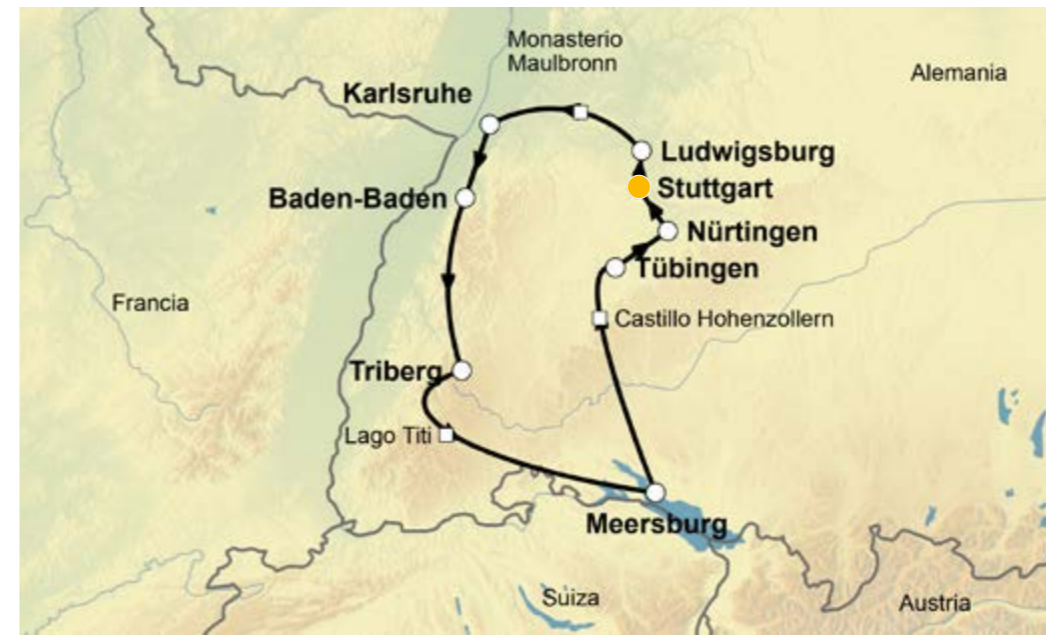 Monasterio
Maulbronn
Alemania
Karlsruhe
Ludwigsburg
Stuttgart
Baden-Baden
Nürtingen
Tübingen
Francia
Castillo Hohenzollern
Triberg
Lago Titi
Meersburg
Suiza
Austria